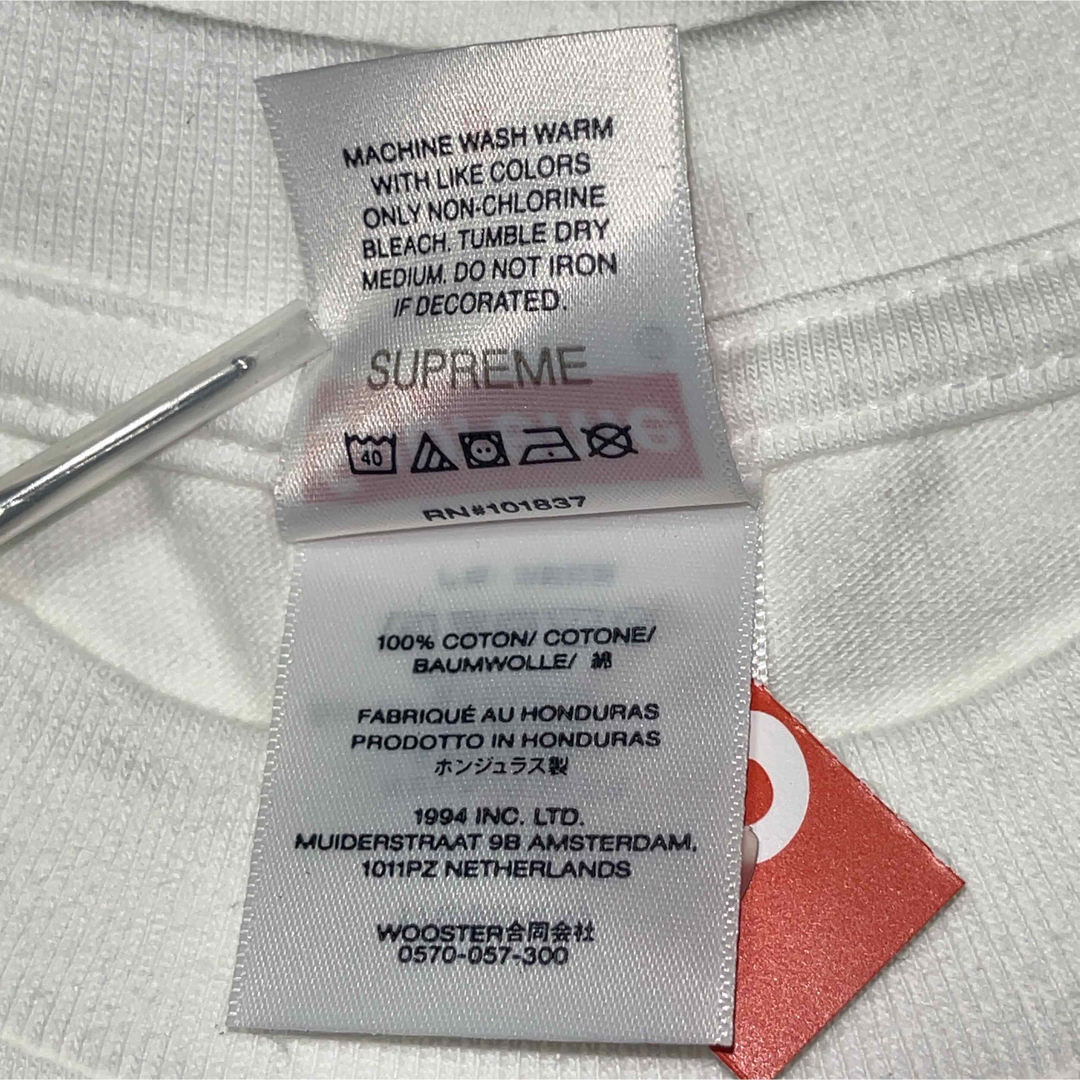 MACHINE WASH WARM
WITH LIKE COLORS
ONLY NON-CHLORINE
BLEACH. TUMBLE DRY
MEDIUM. DO NOT IRON
IF DECORATED.
SUPREME
40
RN#101837
100% COTON/ COTONE/
BAUMWOLLE/ 綿
FABRIQUÉ AU HONDURAS
PRODOTTO IN HONDURAS
ホンジュラス製
1994 INC. LTD.
MUIDERSTRAAT 9B AMSTERDAM,
1011PZ NETHERLANDS
WOOSTER合同会社
0570-057-300